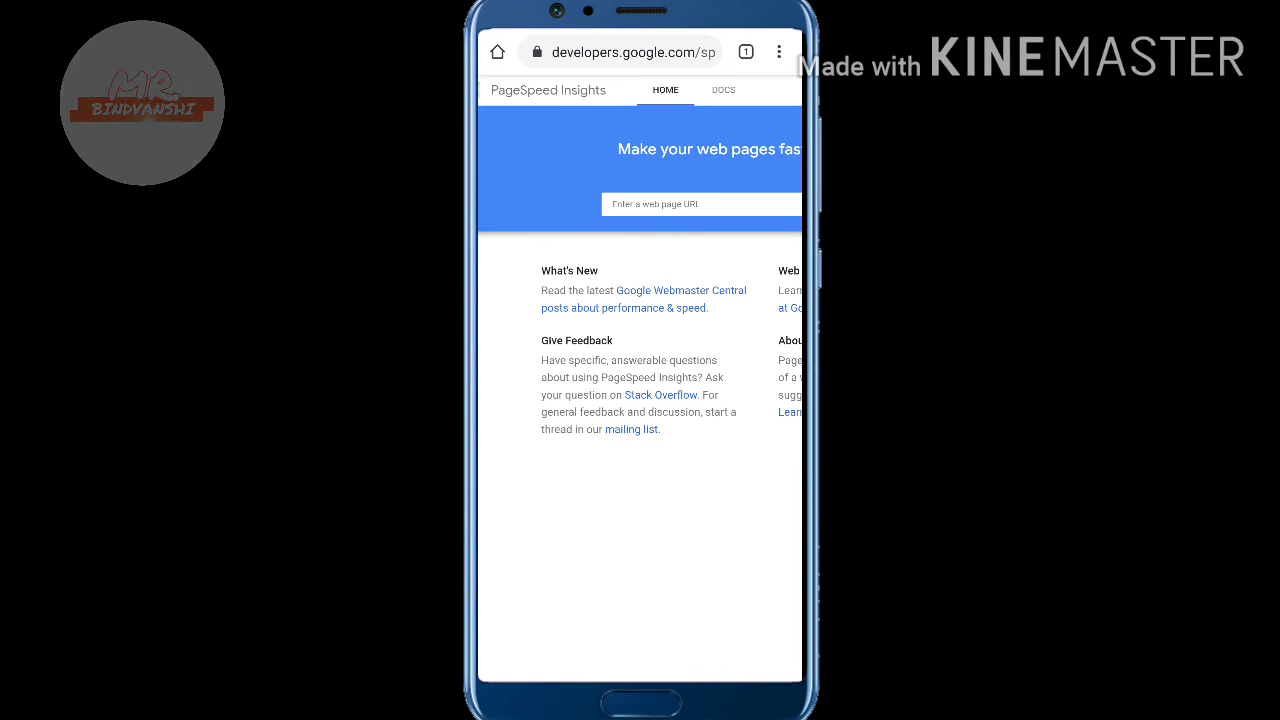 MR.
BINDVANSHI
Made with KINEMASTER
developers.google.com/sp
1
PageSpeed Insights
HOME
DOCS
Make your web pages fas
Enter a web page URL
What's New
Read the latest Google Webmaster Central
posts about performance & speed.
Give Feedback
Have specific, answerable questions
about using PageSpeed Insights? Ask
your question on Stack Overflow. For
general feedback and discussion, start a
thread in our mailing list.
Web
Learn
at Go
Abou
Page
of a w
sugg
Learn